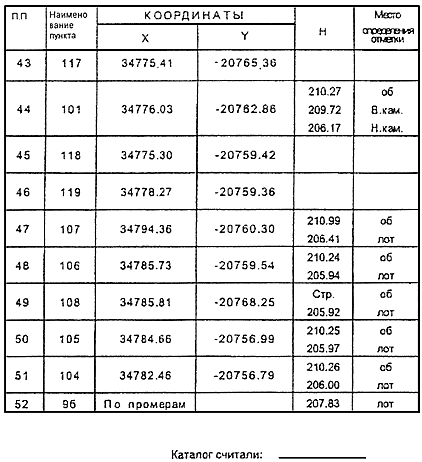 П.П Наименование пункта КООРДИНАТЫ Н Место определения отметки
X Y
43 117 34775.41 -20765.36
44 101 34776.03 -20762.86 210.27 об
209.72 В.кам.
206.17 Н.кам.
45 118 34775.30 -20759.42
46 119 34778.27 -20759.36
47 107 34794.36 -20760.30 210.99 об
206.41 лот
48 106 34785.73 -20759.54 210.24 об
205.94 лот
49 108 34785.81 -20768.25 Стр. об
205.92 лот
50 105 34784.66 -20756.99 210.25 об
205.97 лот
51 104 34782.46 -20756.79 210.26 об
206.00 лот
52 96 По промерам 207.83 лот
Каталог считали: